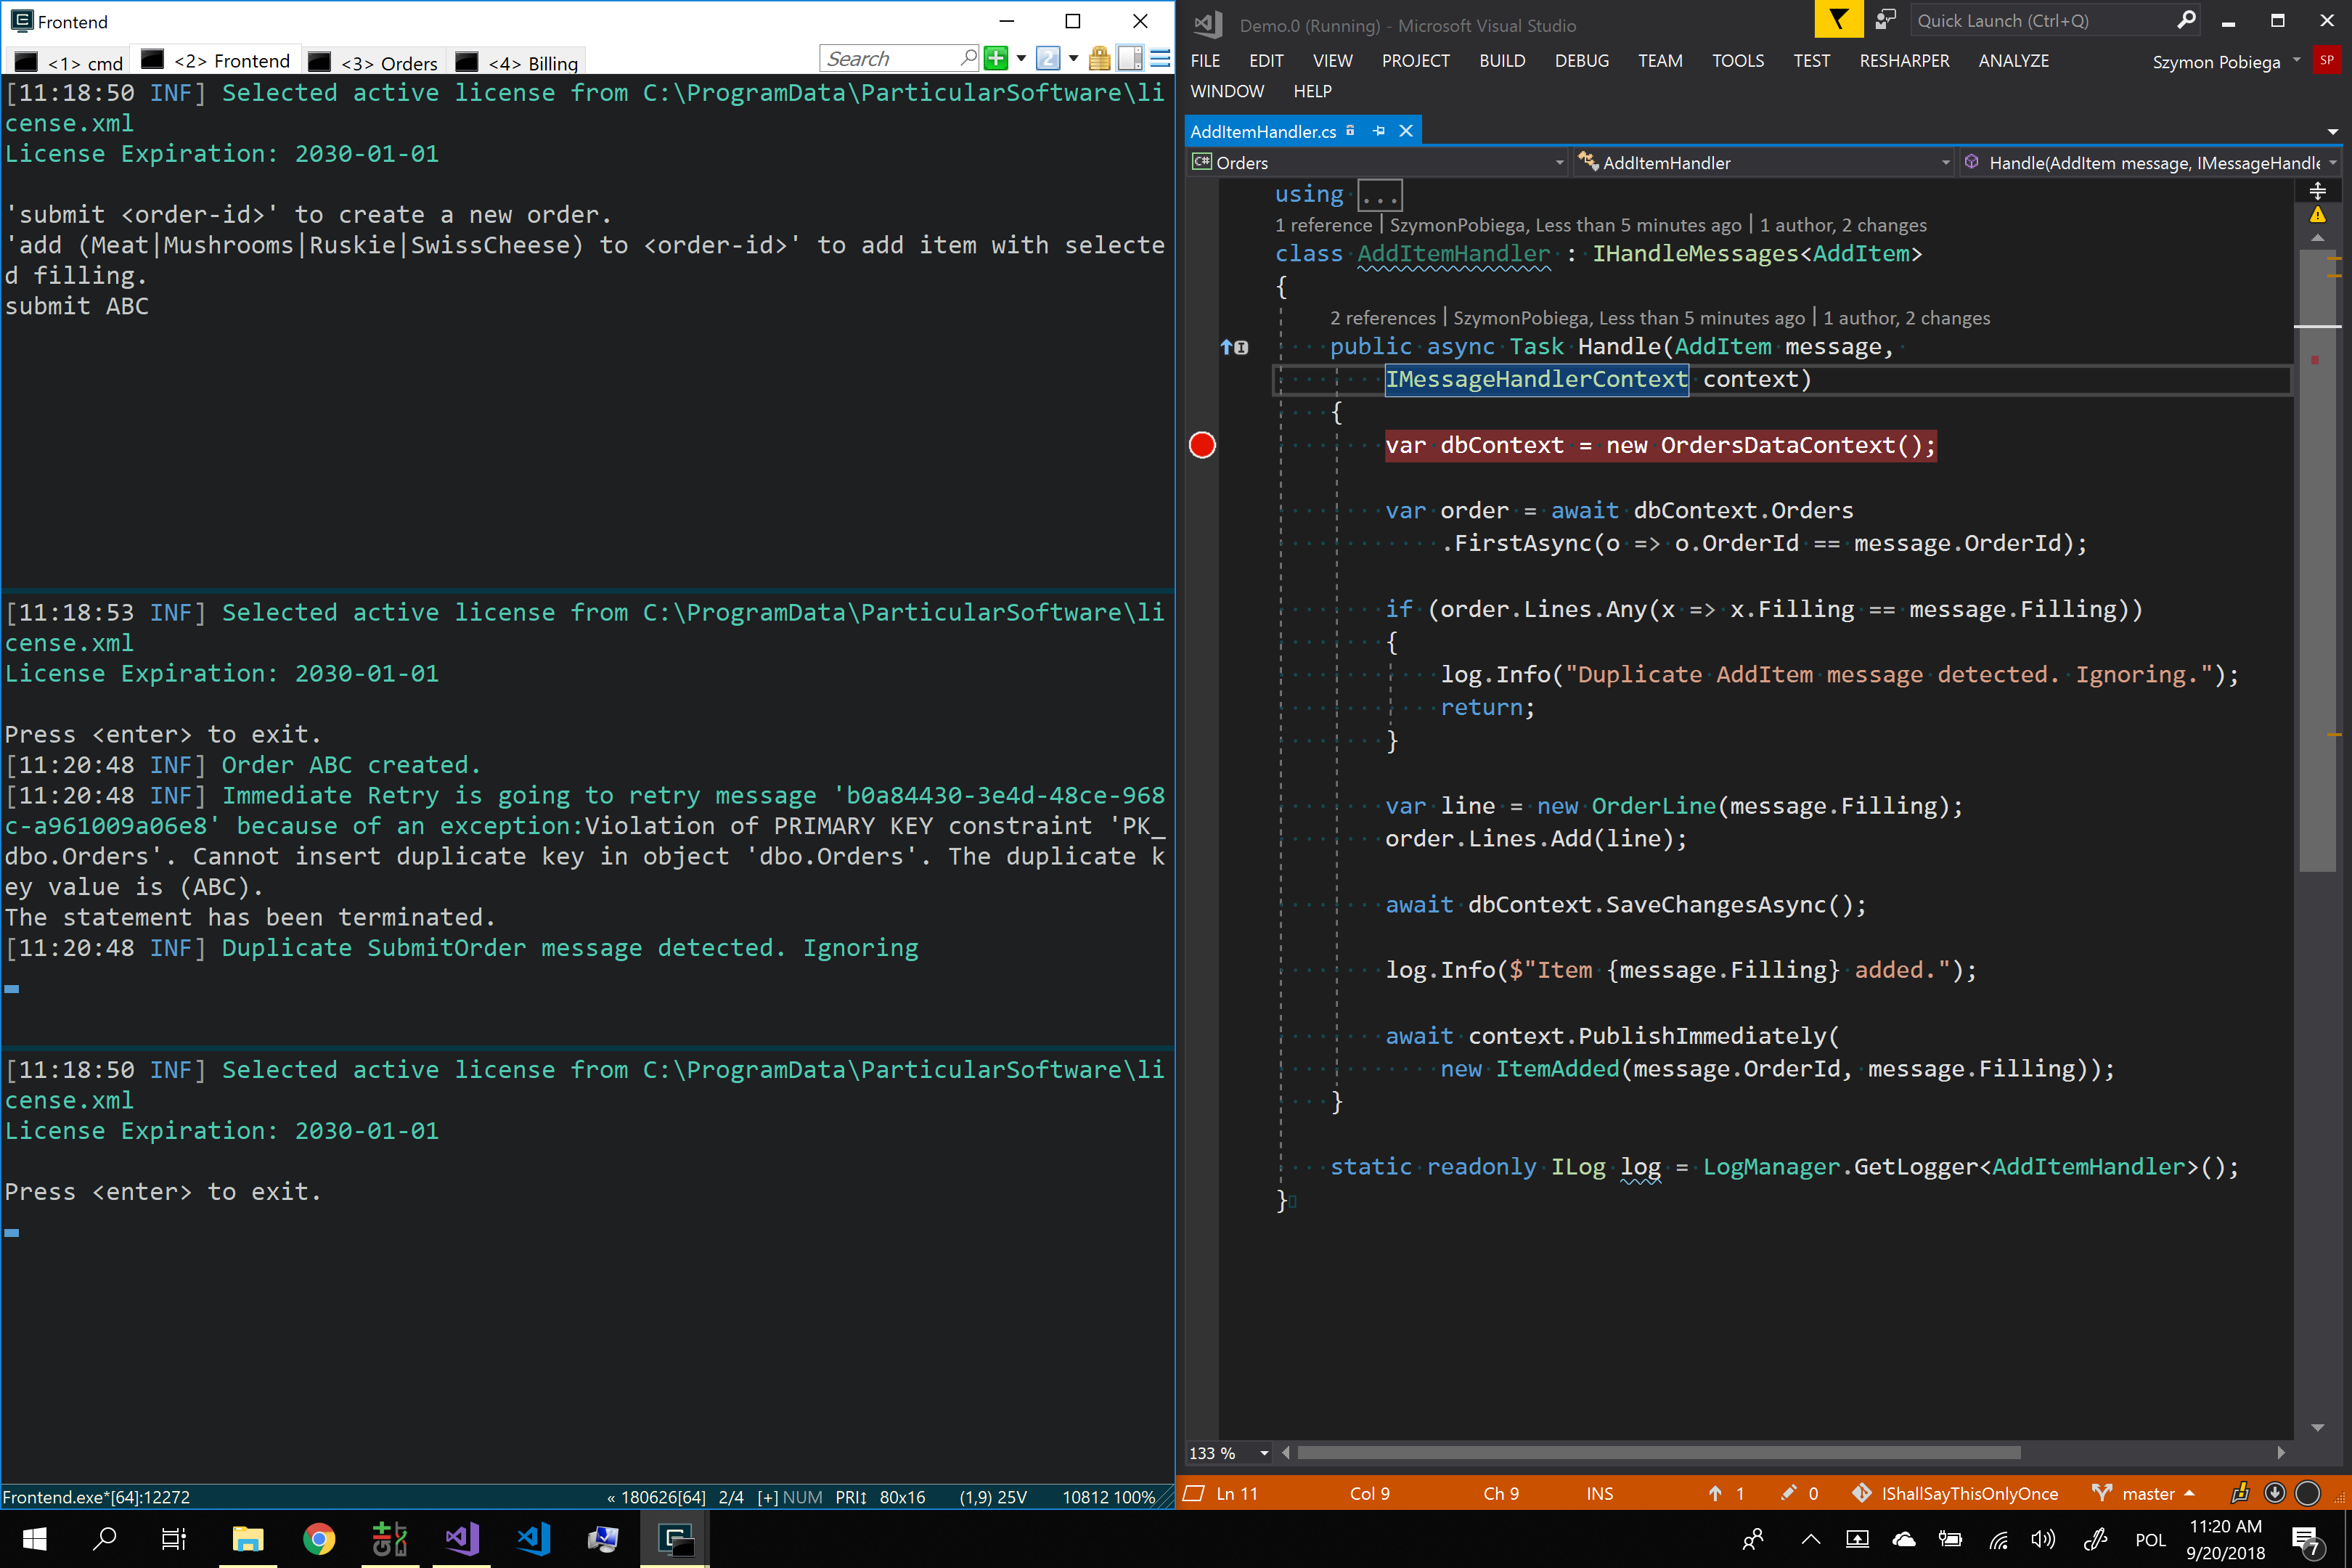 Frontend
<1> cmd
<2> Frontend
<3> Orders
<4> Billing
Search
2
[11:18:50 INF] Selected active license from C:\ProgramData\ParticularSoftware\li
cense.xml
License Expiration: 2030-01-01
'submit <order-id>' to create a new order.
'add (Meat|Mushrooms|Ruskie|SwissCheese) to <order-id>' to add item with selecte
d filling.
submit ABC
[11:18:53 INF] Selected active license from C:\ProgramData\ParticularSoftware\li
cense.xml
License Expiration: 2030-01-01
Press <enter> to exit.
[11:20:48 INF] Order ABC created.
[11:20:48 INF] Immediate Retry is going to retry message 'b0a84430-3e4d-48ce-968
c-a961009a06e8' because of an exception:Violation of PRIMARY KEY constraint 'PK_
dbo.Orders'. Cannot insert duplicate key in object 'dbo.Orders'. The duplicate k
ey value is (ABC).
The statement has been terminated.
[11:20:48 INF] Duplicate SubmitOrder message detected. Ignoring
[11:18:50 INF] Selected active license from C:\ProgramData\ParticularSoftware\li
cense.xml
License Expiration: 2030-01-01
Press <enter> to exit.
Frontend.exe*[64]:12272
« 180626[64] 2/4 [+] NUM PRI↕ 80x16 (1,9) 25V 10812 100%
Demo.0 (Running) - Microsoft Visual Studio
Quick Launch (Ctrl+Q)
FILE EDIT VIEW PROJECT BUILD DEBUG TEAM TOOLS TEST RESHARPER ANALYZE
Szymon Pobiega
SP
WINDOW HELP
AddItemHandler.cs
C# Orders
AddItemHandler
Handle(AddItem message, IMessageHandle
using ...
1 reference | SzymonPobiega, Less than 5 minutes ago | 1 author, 2 changes
class AddItemHandler : IHandleMessages<AddItem>
{
2 references | SzymonPobiega, Less than 5 minutes ago | 1 author, 2 changes
public async Task Handle(AddItem message,
IMessageHandlerContext context)
{
var dbContext = new OrdersDataContext();
var order = await dbContext.Orders
.FirstAsync(o => o.OrderId == message.OrderId);
if (order.Lines.Any(x => x.Filling == message.Filling))
{
log.Info("Duplicate AddItem message detected. Ignoring.");
return;
}
var line = new OrderLine(message.Filling);
order.Lines.Add(line);
await dbContext.SaveChangesAsync();
log.Info($"Item {message.Filling} added.");
await context.PublishImmediately(
new ItemAdded(message.OrderId, message.Filling));
}
static readonly ILog log = LogManager.GetLogger<AddItemHandler>();
}
133 %
Ln 11 Col 9 Ch 9 INS 1 0 IShallSayThisOnlyOnce master
POL
11:20 AM
9/20/2018
7